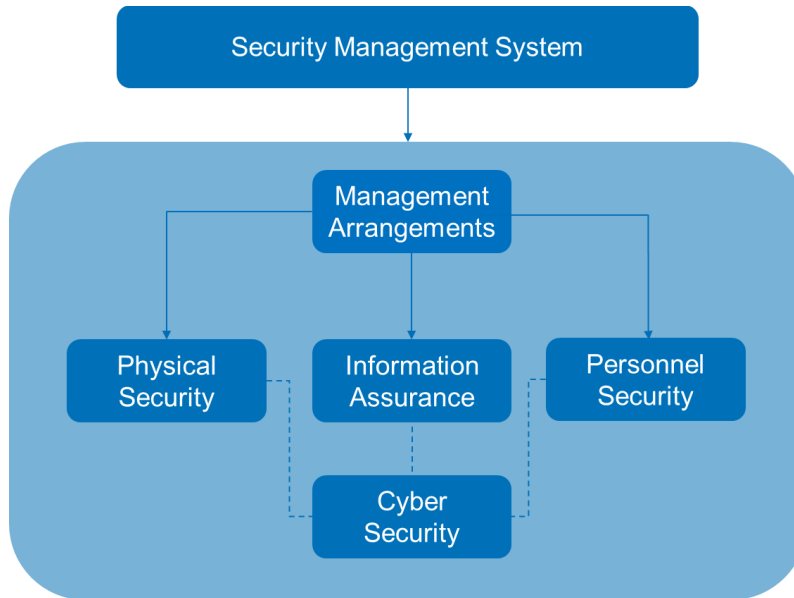 Security Management System
Management
Arrangements
Physical
Security
Information
Assurance
Personnel
Security
Cyber
Security